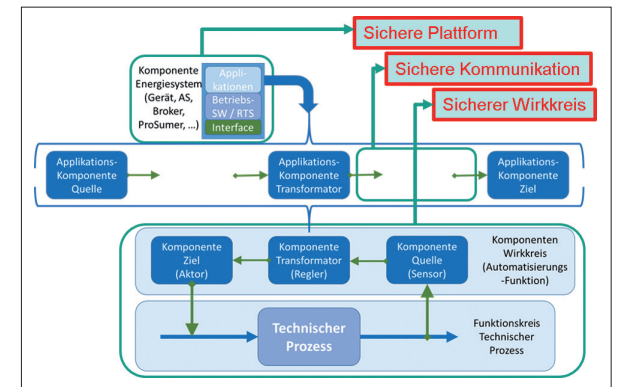 Sichere Plattform
Sichere Kommunikation
Sicherer Wirkkreis
Komponente
Energiesystem
(Gerät, AS,
Broker,
ProSumer, ...)
Appli-
kationen
Betriebs-
SW / RTS
Interface
Applikations-
Komponente
Quelle
Applikations-
Komponente
Transformator
Applikations-
Komponente
Ziel
Komponente
Ziel
(Aktor)
Komponente
Transformator
(Regler)
Komponente
Quelle
(Sensor)
Komponenten
Wirkkreis
(Automatisierungs
-Funktion)
Technischer
Prozess
Funktionskreis
Technischer
Prozess